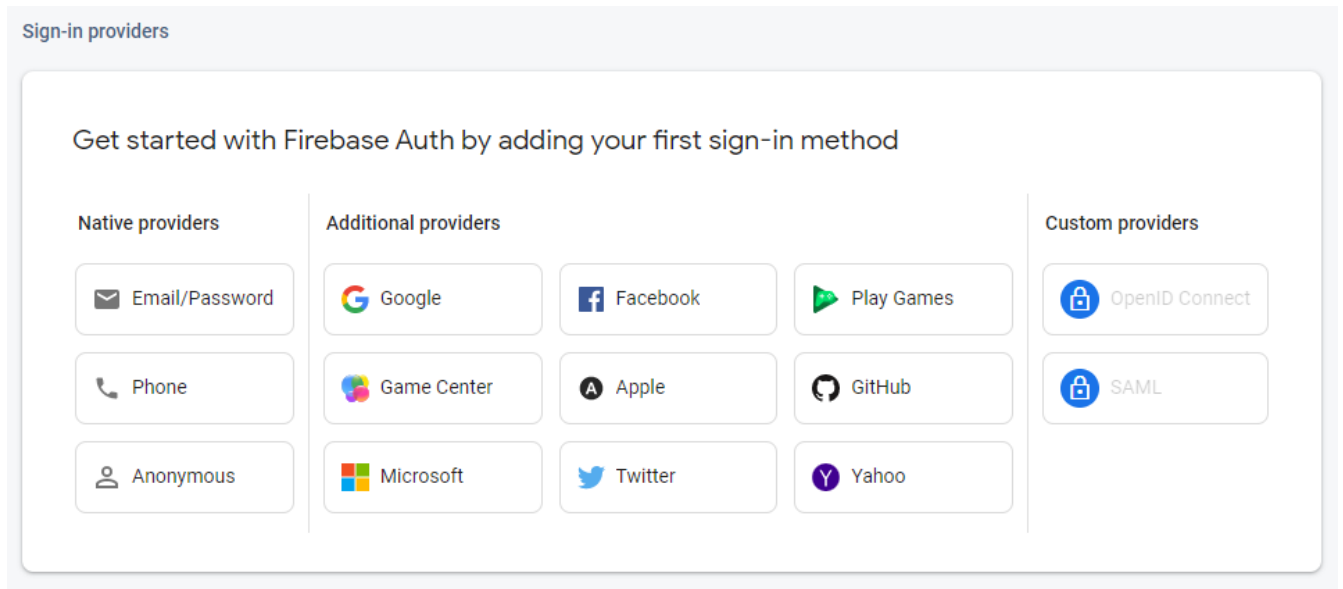 Sign-in providers
Get started with Firebase Auth by adding your first sign-in method
Native providers
Email/Password
Phone
Anonymous
Additional providers
Google
Facebook
Play Games
Game Center
Apple
GitHub
Microsoft
Twitter
Yahoo
Custom providers
OpenID Connect
SAML